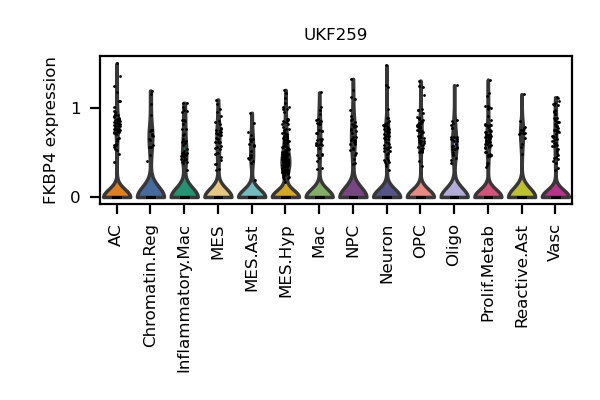 UKF259
FKBP4 expression
1
0
AC
Chromatin.Reg
Inflammatory.Mac
MES
MES.Ast
MES.Hyp
Mac
NPC
Neuron
OPC
Oligo
Prolif.Metab
Reactive.Ast
Vasc